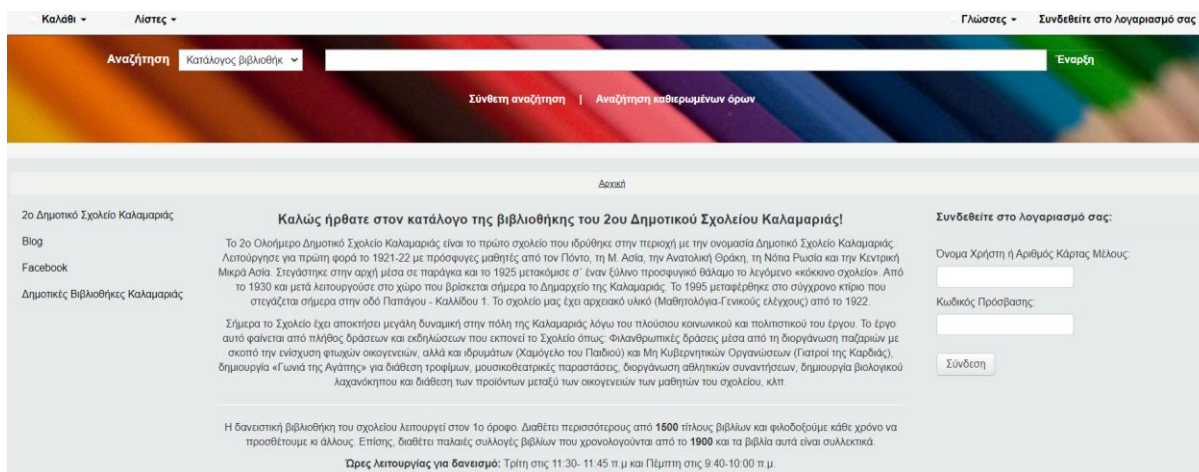 Καλάθι Λίστες Γλώσσες Συνδεθείτε στο λογαριασμό σας
Αναζήτηση Κατάλογος βιβλιοθήκ Έναρξη
Σύνθετη αναζήτηση | Αναζήτηση καθιερωμένων όρων
Αρχική
2ο Δημοτικό Σχολείο Καλαμαριάς
Blog
Facebook
Δημοτικές Βιβλιοθήκες Καλαμαριάς
Καλώς ήρθατε στον κατάλογο της βιβλιοθήκης του 2ου Δημοτικού Σχολείου Καλαμαριάς!
Το 2ο Ολοήμερο Δημοτικό Σχολείο Καλαμαριάς είναι το πρώτο σχολείο που ιδρύθηκε στην περιοχή με την ονομασία Δημοτικό Σχολείο Καλαμαριάς.
Λειτούργησε για πρώτη φορά το 1921-22 με πρόσφυγες μαθητές από τον Πόντο, τη Μ. Ασία, την Ανατολική Θράκη, τη Νότια Ρωσία και την Κεντρική
Μικρά Ασία. Στεγάστηκε στην αρχή μέσα σε παράγκα και το 1925 μετακόμισε σ΄ έναν ξύλινο προσφυγικό θάλαμο το λεγόμενο «κόκκινο σχολείο». Από
το 1930 και μετά λειτουργούσε στο χώρο που βρίσκεται σήμερα το Δημαρχείο της Καλαμαριάς. Το 1995 μεταφέρθηκε στο σύγχρονο κτίριο που
στεγάζεται σήμερα στην οδό Παπάγου - Καλλίδου 1. Το σχολείο μας έχει αρχειακό υλικό (Μαθητολόγια-Γενικούς ελέγχους) από το 1922.
Σήμερα το Σχολείο έχει αποκτήσει μεγάλη δυναμική στην πόλη της Καλαμαριάς λόγω του πλούσιου κοινωνικού και πολιτιστικού του έργου. Το έργο
αυτό φαίνεται από πλήθος δράσεων και εκδηλώσεων που εκπονεί το Σχολείο όπως: Φιλανθρωπικές δράσεις μέσα από τη διοργάνωση παζαριών με
σκοπό την ενίσχυση φτωχών οικογενειών, αλλά και ιδρυμάτων (Χαμόγελο του Παιδιού) και Μη Κυβερνητικών Οργανώσεων (Γιατροί της Καρδιάς),
δημιουργία «Γωνιά της Αγάπης» για διάθεση τροφίμων, μουσικοθεατρικές παραστάσεις, διοργάνωση αθλητικών συναντήσεων, δημιουργία βιολογικού
λαχανόκηπου και διάθεση των προϊόντων μεταξύ των οικογενειών των μαθητών του σχολείου, κλπ.
Η δανειστική βιβλιοθήκη του σχολείου λειτουργεί στον 1ο όροφο. Διαθέτει περισσότερους από 1500 τίτλους βιβλίων και φιλοδοξούμε κάθε χρόνο να
προσθέτουμε κι άλλους. Επίσης, διαθέτει παλαιές συλλογές βιβλίων που χρονολογούνται από το 1900 και τα βιβλία αυτά είναι συλλεκτικά.
Ώρες λειτουργίας για δανεισμό: Τρίτη στις 11:30- 11:45 π.μ και Πέμπτη στις 9:40-10:00 π.μ.
Συνδεθείτε στο λογαριασμό σας:
Όνομα Χρήστη ή Αριθμός Κάρτας Μέλους:
Κωδικός Πρόσβασης:
Σύνδεση